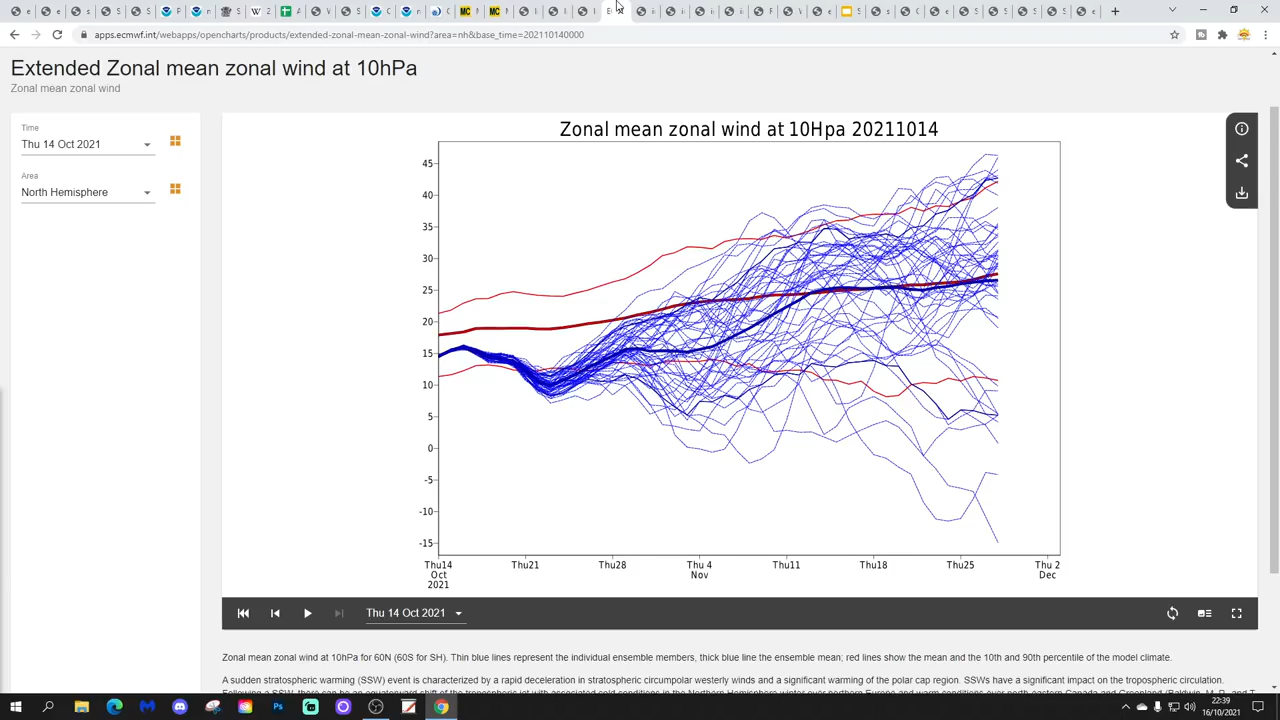 apps.ecmwf.int/webapps/opencharts/products/extended-zonal-mean-zonal-wind?area=nh&base_time=202110140000
Extended Zonal mean zonal wind at 10hPa
Zonal mean zonal wind
Time
Thu 14 Oct 2021
Area
North Hemisphere
Zonal mean zonal wind at 10Hpa 20211014
45
40
35
30
25
20
15
10
5
0
-5
-10
-15
Thu14 Thu21 Thu28 Thu 4 Thu11 Thu18 Thu25 Thu 2
Oct Nov Dec
2021
Thu 14 Oct 2021
Zonal mean zonal wind at 10hPa for 60N (60S for SH). Thin blue lines represent the individual ensemble members, thick blue line the ensemble mean; red lines show the mean and the 10th and 90th percentile of the model climate.
A sudden stratospheric warming (SSW) event is characterized by a rapid deceleration in stratospheric circumpolar westerly winds and a significant warming of the polar cap region. SSWs have a significant impact on the tropospheric circulation.
22:39
16/10/2021